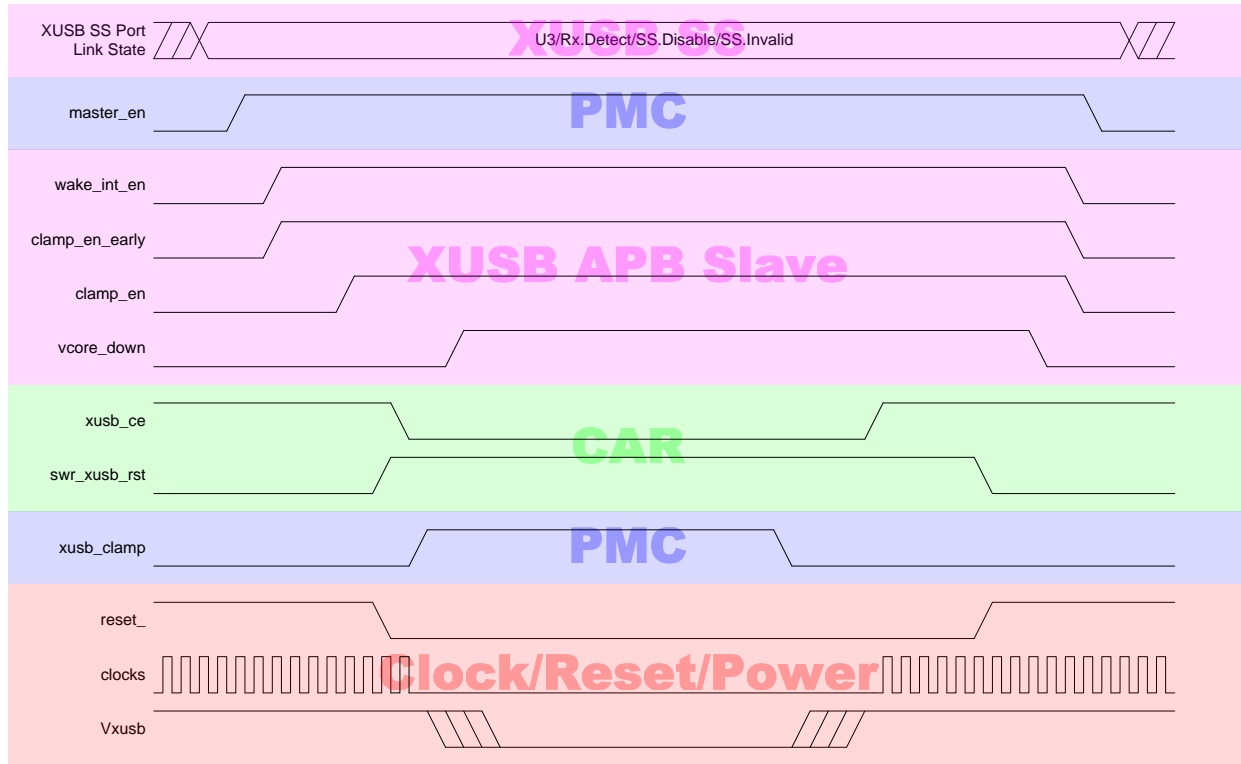 XUSB SS Port
Link State
XUSB SS
U3/Rx.Detect/SS.Disable/SS.Invalid
master_en
PMC
wake_int_en
clamp_en_early
XUSB APB Slave
clamp_en
vcore_down
xusb_ce
CAR
swr_xusb_rst
xusb_clamp
PMC
reset_
clocks
Clock/Reset/Power
Vxusb